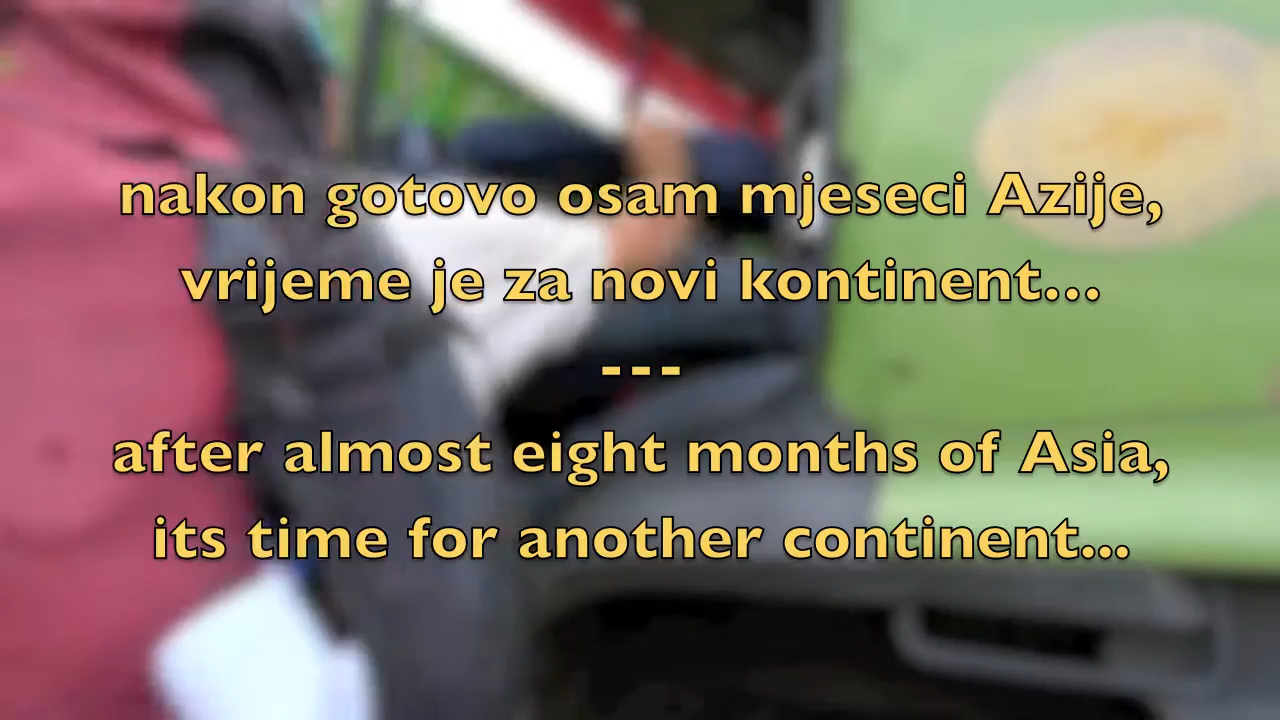 nakon gotovo osam mjeseci Azije,
vrijeme je za novi kontinent...
---
after almost eight months of Asia,
its time for another continent...